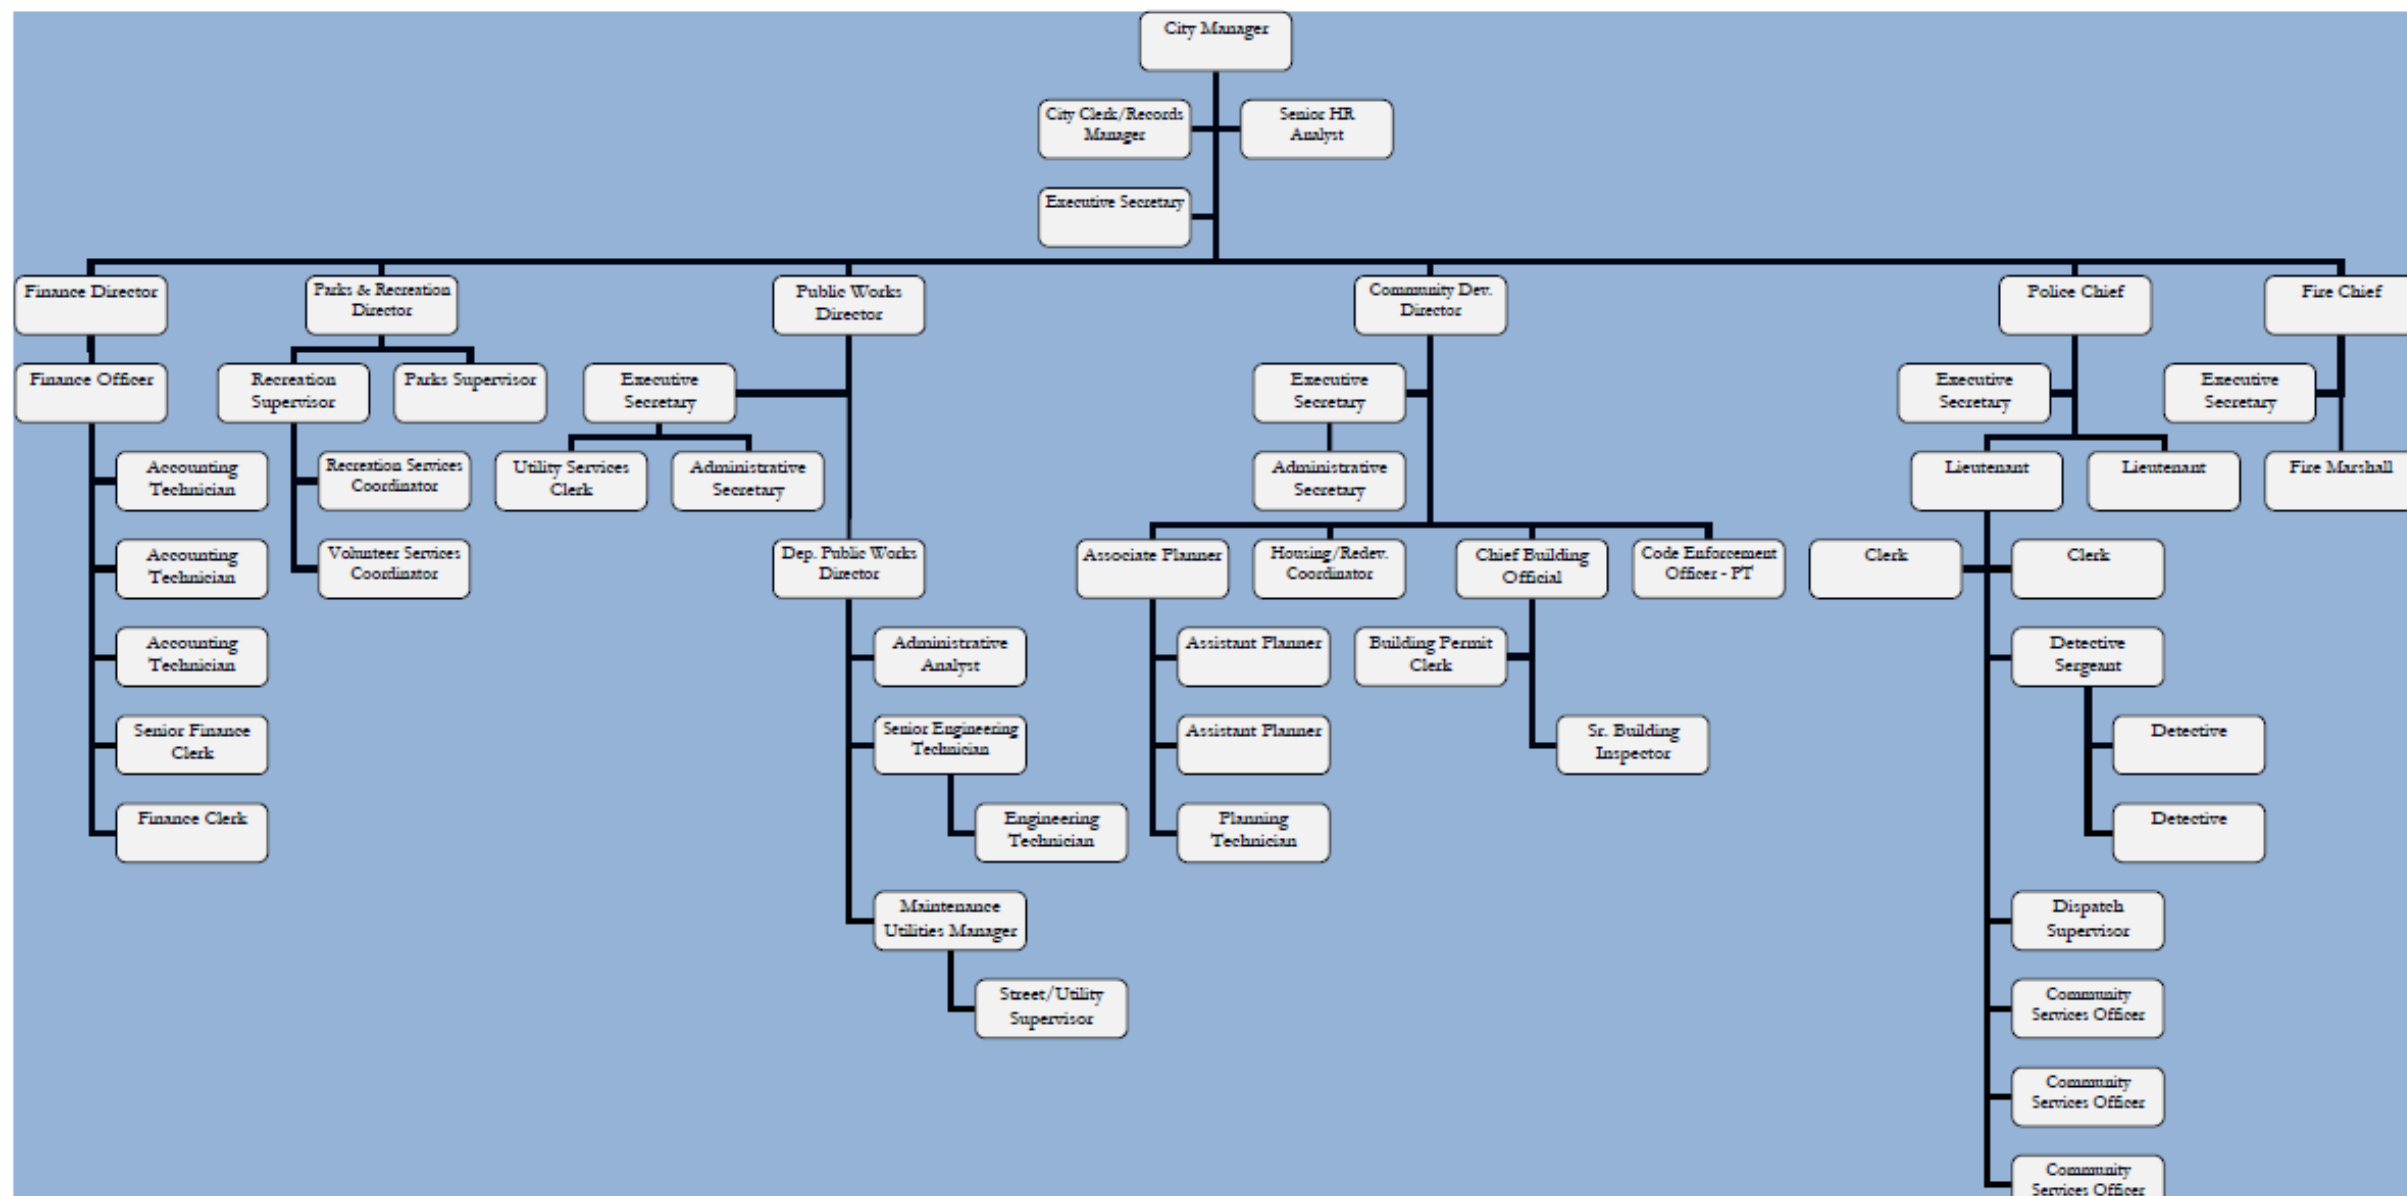 City Manager
City Clerk/Records
Manager
Senior HR
Analyst
Executive Secretary
Finance Director
Parks & Recreation
Director
Public Works
Director
Community Dev.
Director
Police Chief
Fire Chief
Finance Officer
Recreation
Supervisor
Parks Supervisor
Executive
Secretary
Executive
Secretary
Executive
Secretary
Executive
Secretary
Accounting
Technician
Recreation Services
Coordinator
Utility Services
Clerk
Administrative
Secretary
Administrative
Secretary
Lieutenant
Lieutenant
Fire Marshall
Accounting
Technician
Volunteer Services
Coordinator
Dep. Public Works
Director
Associate Planner
Housing/Redev.
Coordinator
Chief Building
Official
Code Enforcement
Officer - PT
Clerk
Clerk
Accounting
Technician
Administrative
Analyst
Assistant Planner
Building Permit
Clerk
Detective
Sergeant
Senior Finance
Clerk
Senior Engineering
Technician
Assistant Planner
Sr. Building
Inspector
Detective
Finance Clerk
Engineering
Technician
Planning
Technician
Detective
Maintenance
Utilities Manager
Dispatch
Supervisor
Street/Utility
Supervisor
Community
Services Officer
Community
Services Officer
Community
Services Officer